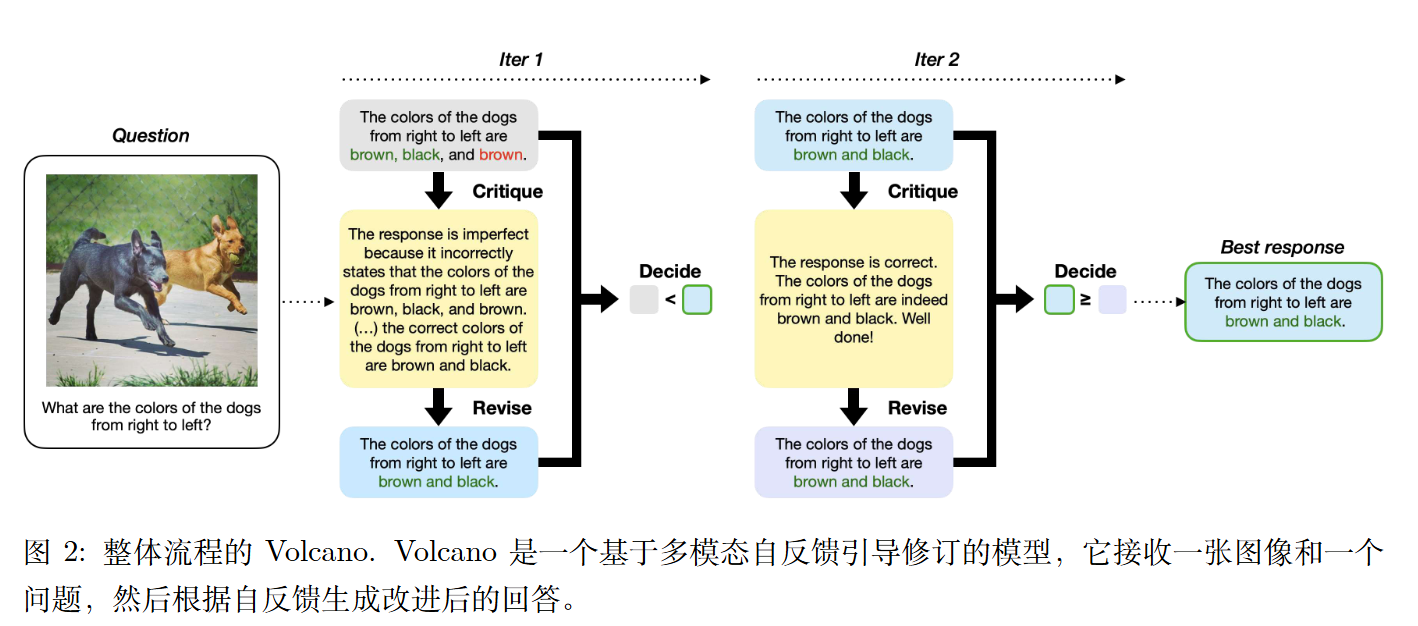 Iter 1
Iter 2
Question
What are the colors of the dogs
from right to left?
The colors of the dogs
from right to left are
brown, black, and brown.
Critique
The response is imperfect
because it incorrectly
states that the colors of the
dogs from right to left are
brown, black, and brown.
(...) the correct colors of
the dogs from right to left
are brown and black.
Revise
The colors of the dogs
from right to left are
brown and black.
Decide
<
The colors of the dogs
from right to left are
brown and black.
Critique
The response is correct.
The colors of the dogs
from right to left are indeed
brown and black. Well
done!
Revise
The colors of the dogs
from right to left are
brown and black.
Decide
≥
Best response
The colors of the dogs
from right to left are
brown and black.
图 2: 整体流程的 Volcano. Volcano 是一个基于多模态自反馈引导修订的模型，它接收一张图像和一个
问题，然后根据自反馈生成改进后的回答。